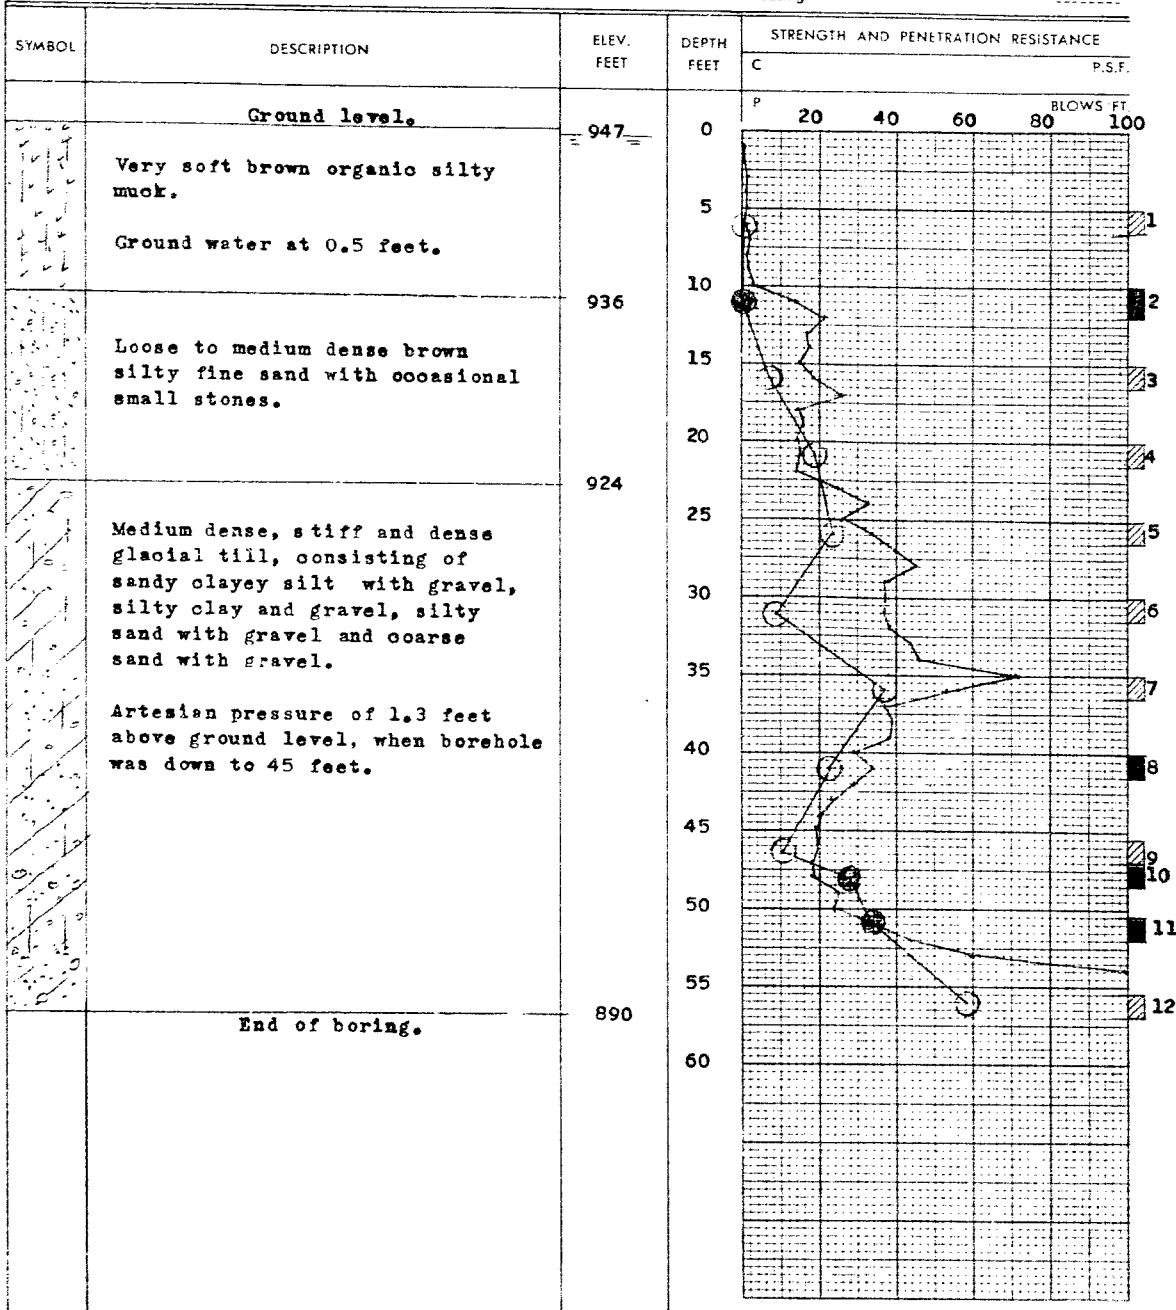 SYMBOL
DESCRIPTION
ELEV.
FEET
DEPTH
FEET
STRENGTH AND PENETRATION RESISTANCE
C P.S.F.
P BLOWS FT.
20 40 60 80 100
Ground level.
947
0
Very soft brown organic silty
muck.
5
1
Ground water at 0.5 feet.
10
936
2
Loose to medium dense brown
silty fine sand with occasional
small stones.
15
3
20
4
924
Medium dense, stiff and dense
glacial till, consisting of
sandy clayey silt with gravel,
silty clay and gravel, silty
sand with gravel and coarse
sand with gravel.
25
5
30
6
35
7
Artesian pressure of 1.3 feet
above ground level, when borehole
was down to 45 feet.
40
8
45
9
10
50
11
55
12
890
End of boring.
60